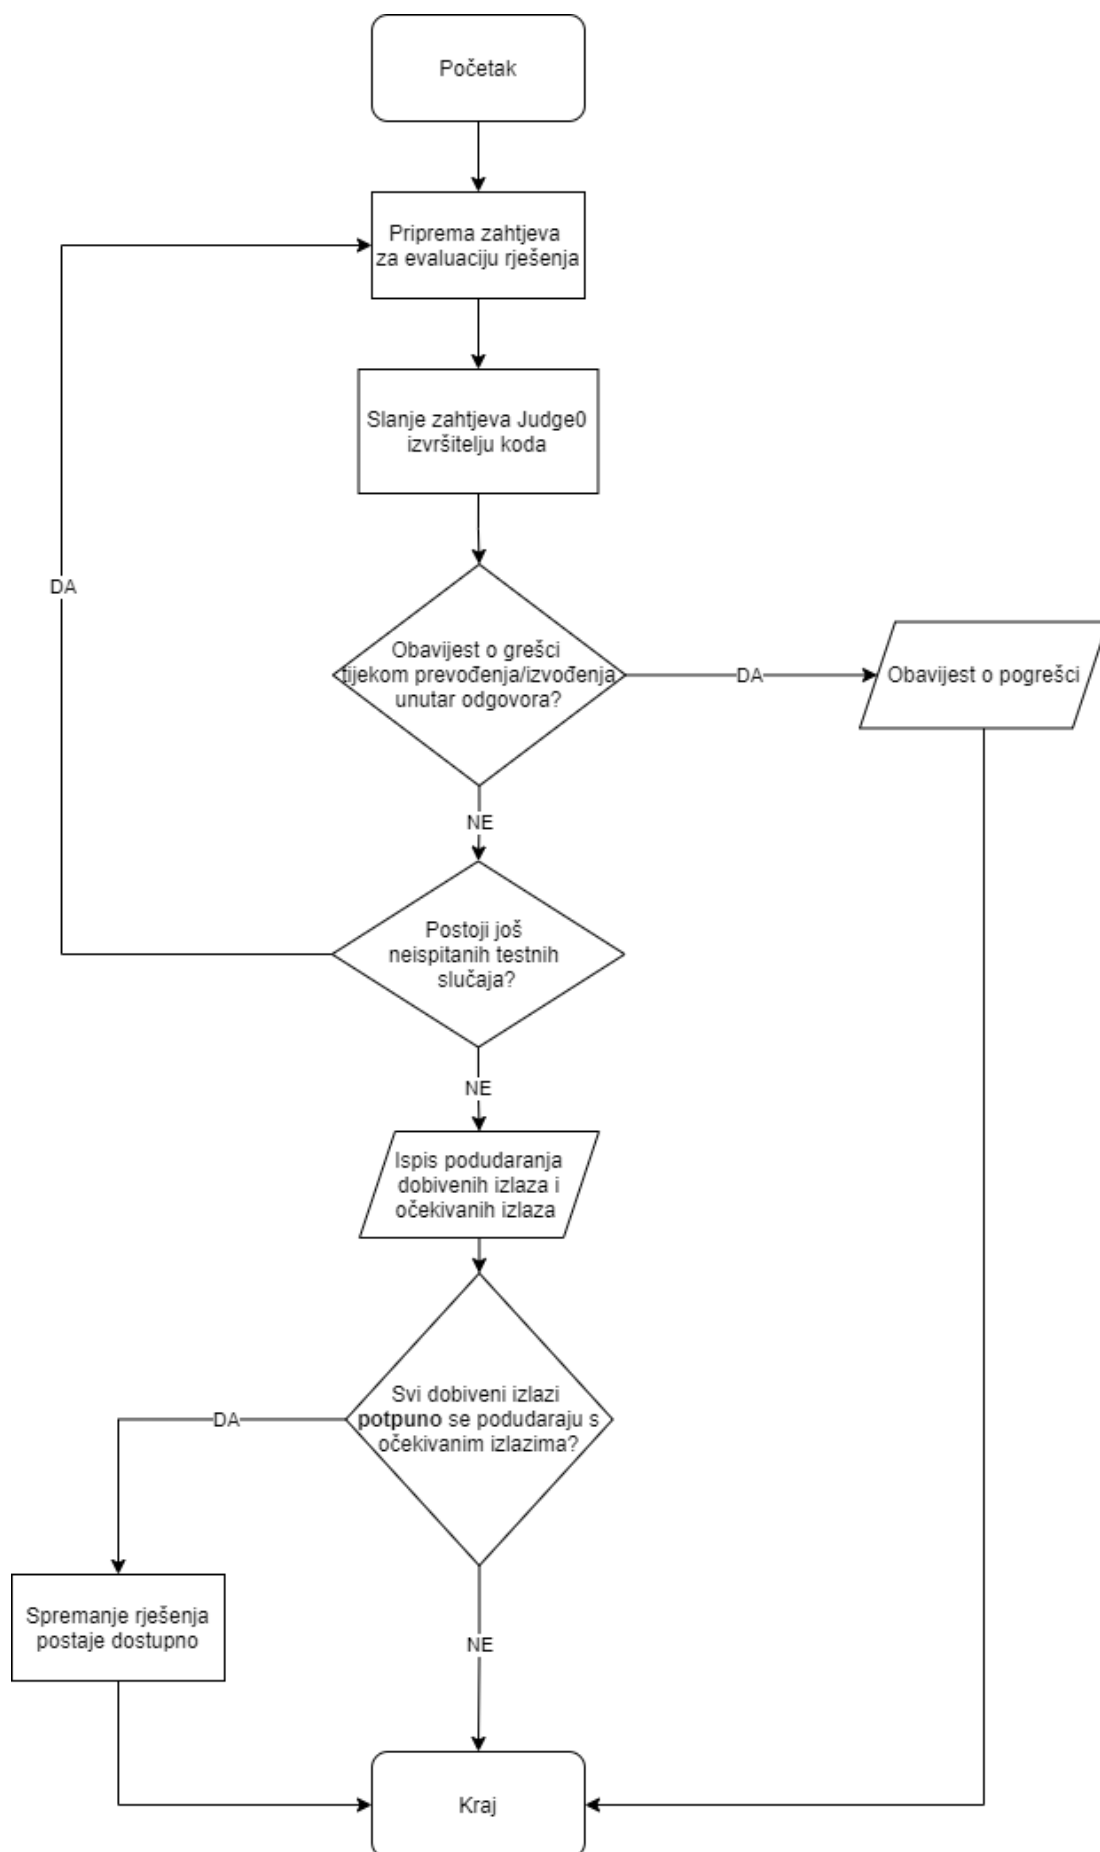 Početak
Priprema zahtjeva
za evaluaciju rješenja
Slanje zahtjeva Judge0
izvršitelju koda
DA
Obavijest o grešci
tijekom prevođenja/izvođenja
unutar odgovora?
DA
Obavijest o pogrešci
NE
Postoji još
neispitanih testnih
slučaja?
NE
Ispis podudaranja
dobivenih izlaza i
očekivanih izlaza
Svi dobiveni izlazi
potpuno se podudaraju s
očekivanim izlazima?
DA
Spremanje rješenja
postaje dostupno
NE
Kraj